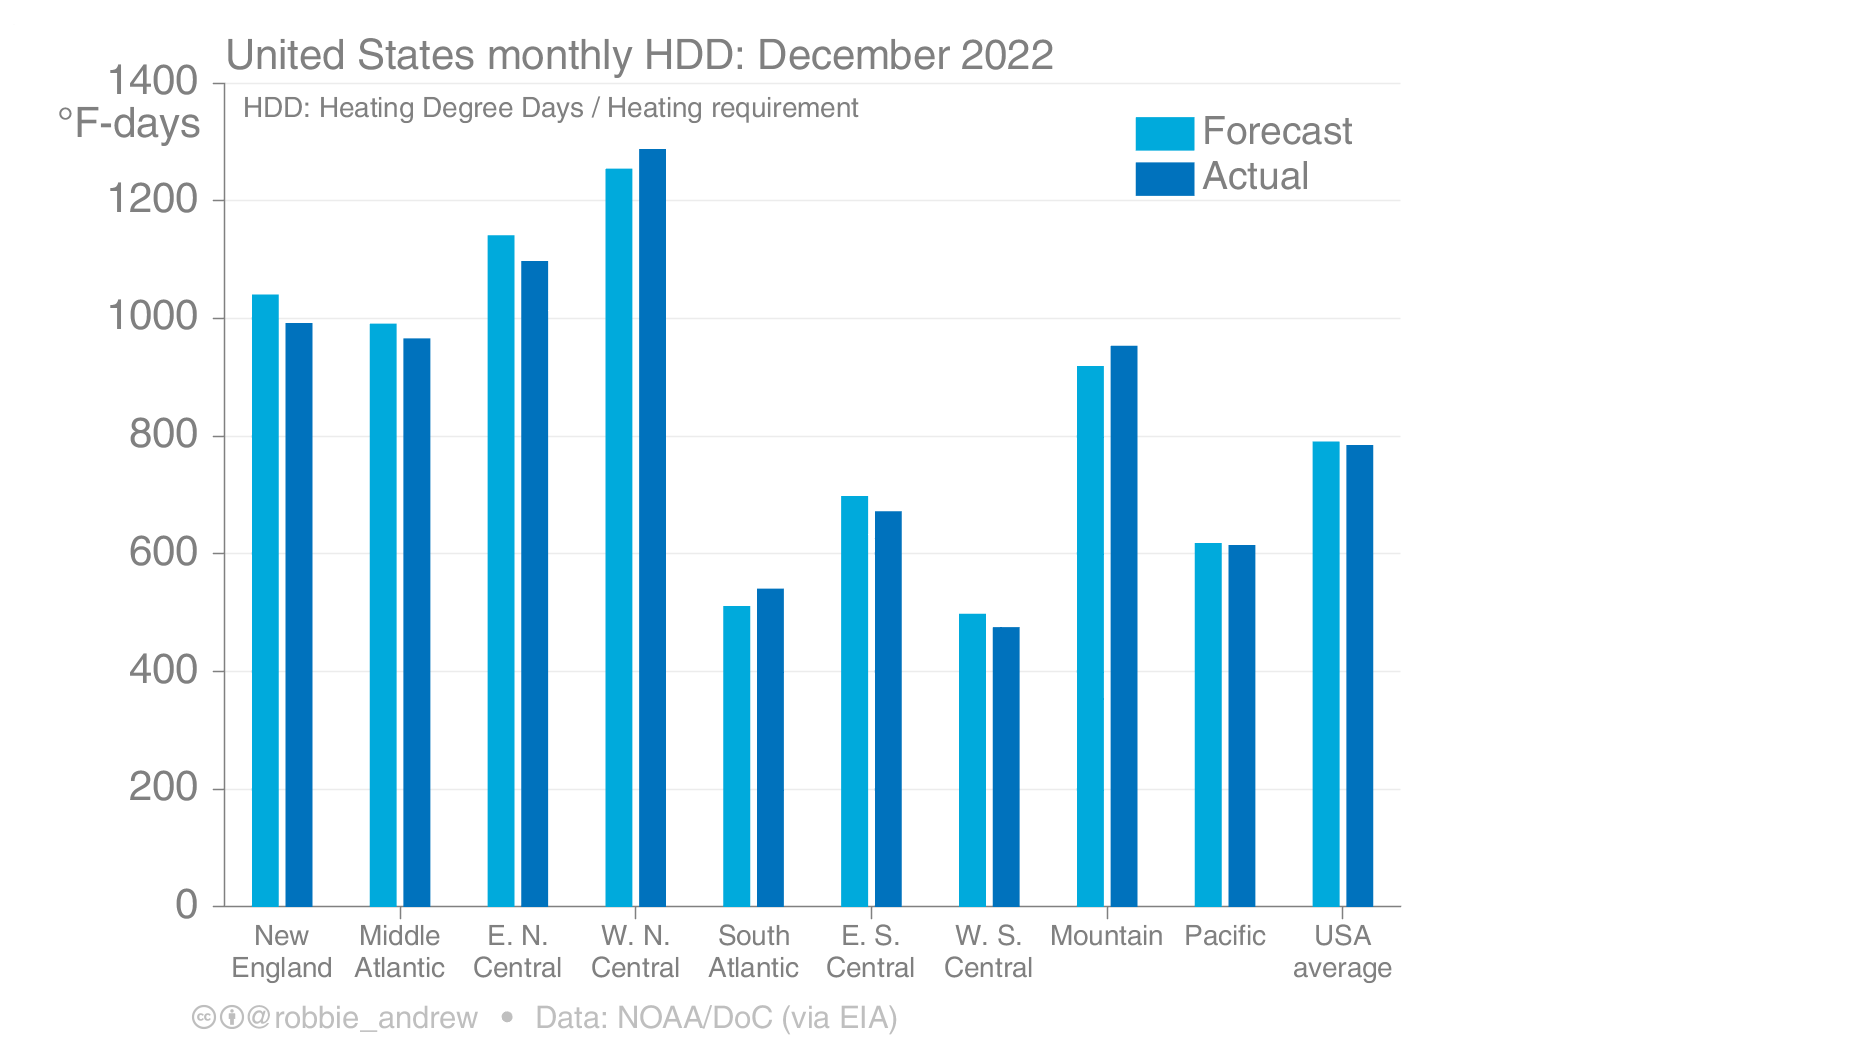 United States monthly HDD: December 2022
1400
°F-days
HDD: Heating Degree Days / Heating requirement
Forecast
Actual
1200
1000
800
600
400
200
0
New England
Middle Atlantic
E. N. Central
W. N. Central
South Atlantic
E. S. Central
W. S. Central
Mountain
Pacific
USA average
@robbie_andrew • Data: NOAA/DoC (via EIA)